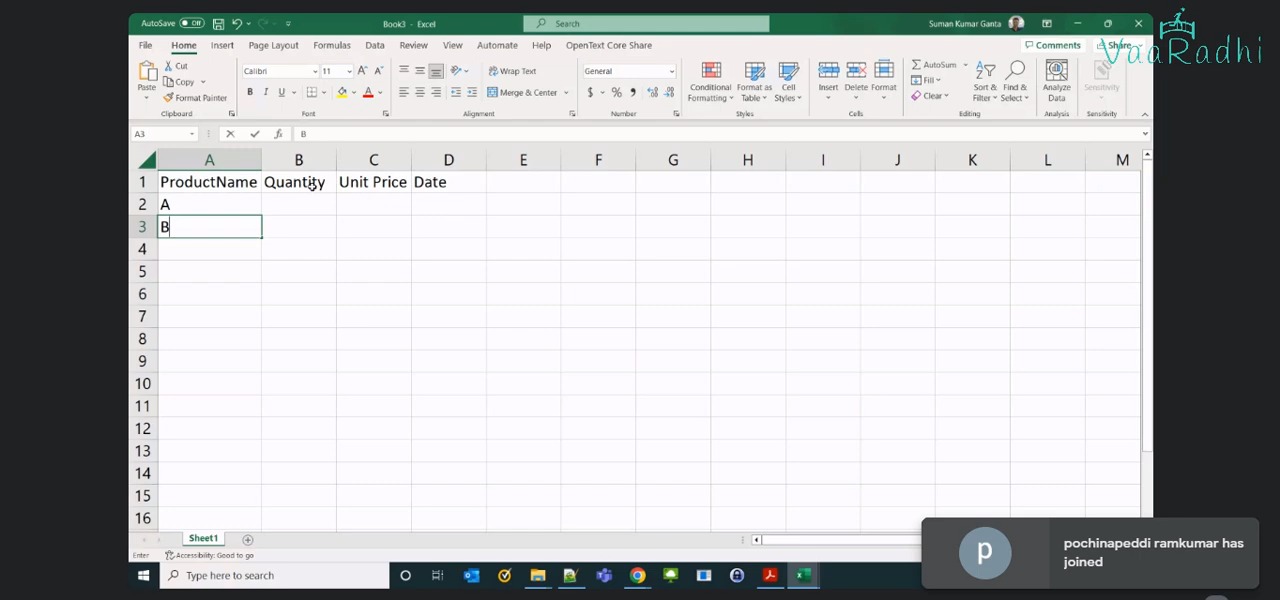 AutoSave Off
Book3 - Excel
Search
Suman Kumar Ganta
VaaRadhi
File Home Insert Page Layout Formulas Data Review View Automate Help OpenText Core Share
Comments Share
Paste
Cut
Copy
Format Painter
Clipboard
Calibri 11
B I U
Font
Wrap Text
Merge & Center
Alignment
General
$ % ,
Number
Conditional Formatting
Format as Table
Cell Styles
Styles
Insert Delete Format
Cells
AutoSum
Fill
Clear
Sort & Filter
Find & Select
Editing
Analyze Data
Analysis
Sensitivity
Sensitivity
A3 fx B
A B C D E F G H I J K L M
1 ProductName Quantity Unit Price Date
2 A
3 B
4
5
6
7
8
9
10
11
12
13
14
15
16
Sheet1
Enter Accessibility: Good to go
Type here to search
p
pochinapeddi ramkumar has
joined